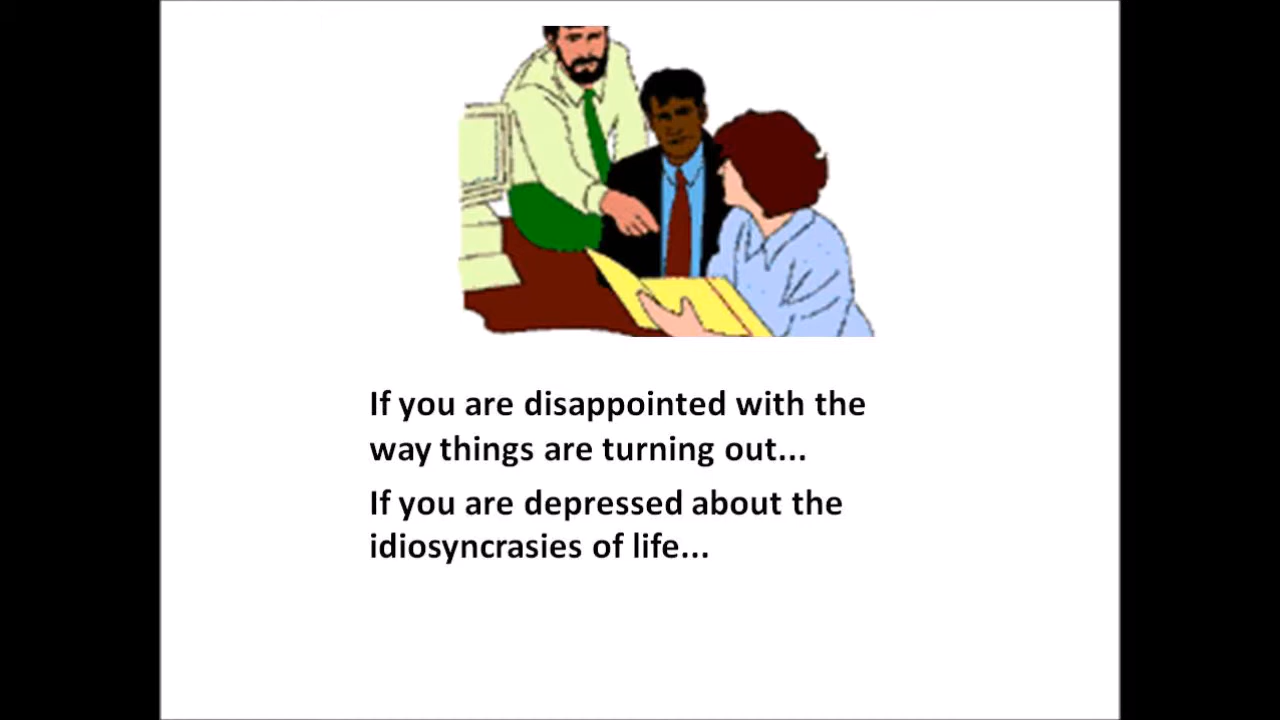 If you are disappointed with the
way things are turning out...
If you are depressed about the
idiosyncrasies of life...